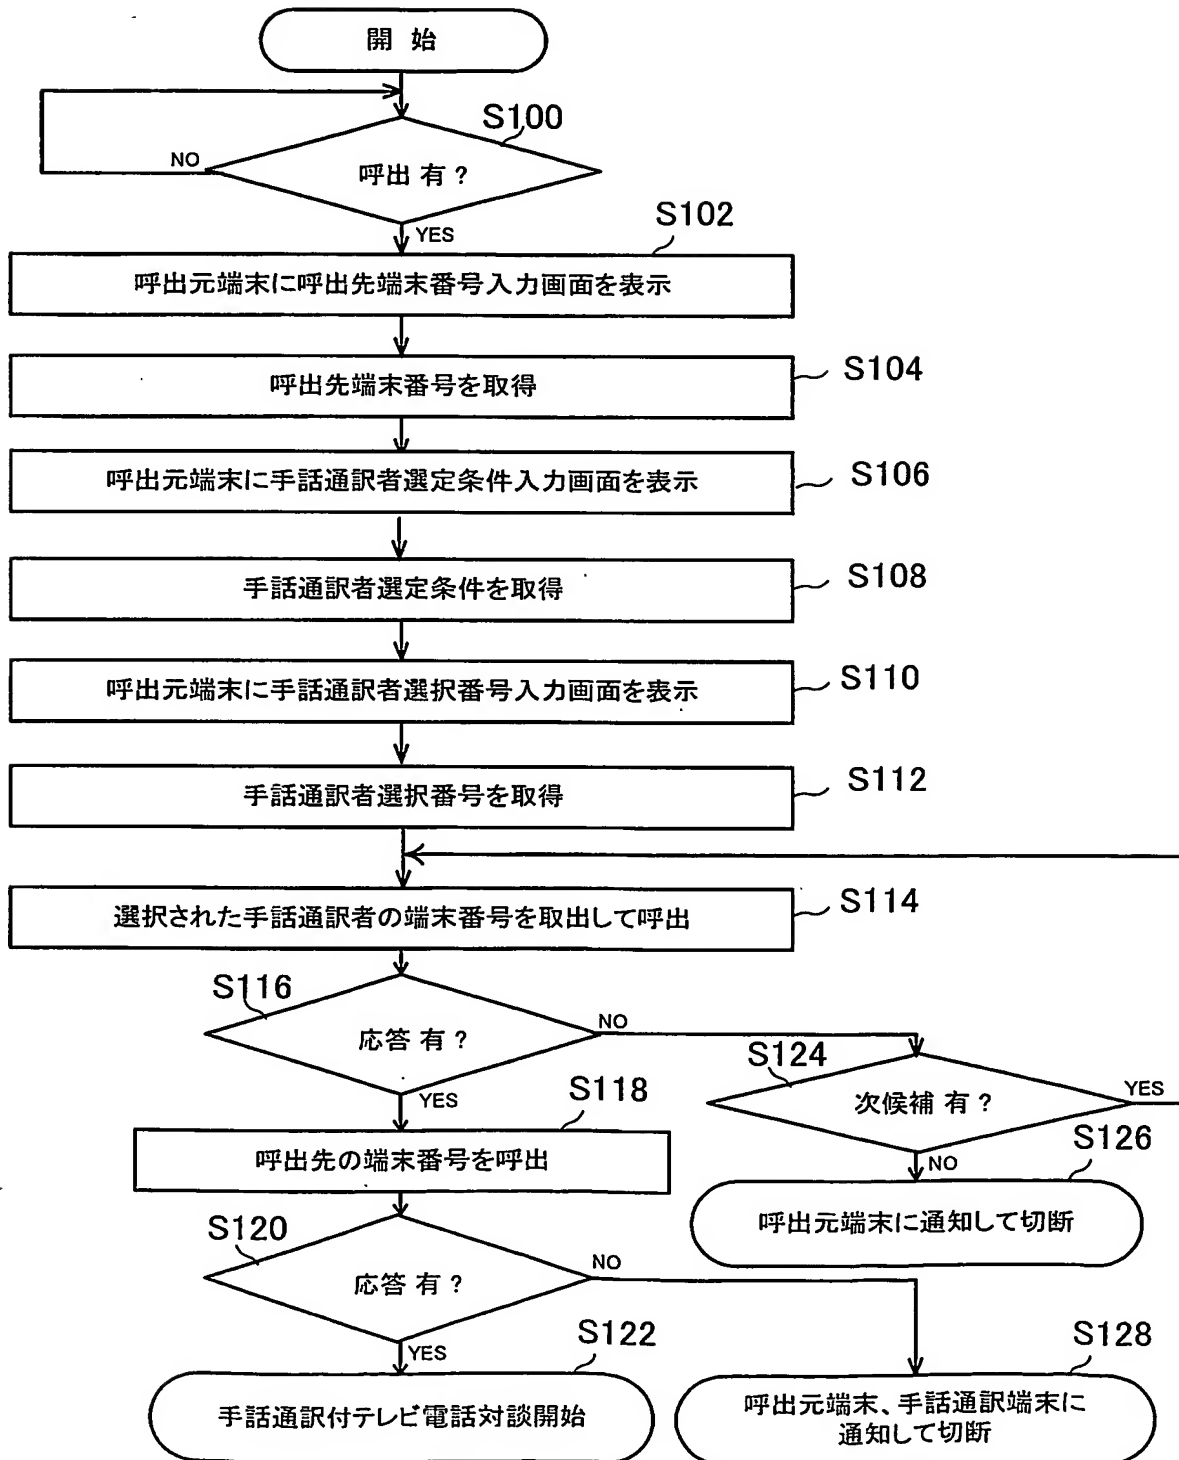 開 始
S100
NO
呼出 有 ?
YES
S102
呼出元端末に呼出先端末番号入力画面を表示
呼出先端末番号を取得
S104
呼出元端末に手話通訳者選定条件入力画面を表示
S106
手話通訳者選定条件を取得
S108
呼出元端末に手話通訳者選択番号入力画面を表示
S110
手話通訳者選択番号を取得
S112
選択された手話通訳者の端末番号を取出して呼出
S114
S116
応答 有 ?
NO
YES
S124
次候補 有 ?
YES
NO
S118
呼出先の端末番号を呼出
S126
呼出元端末に通知して切断
S120
応答 有 ?
NO
YES
S122
手話通訳付テレビ電話対談開始
S128
呼出元端末、手話通訳端末に
通知して切断